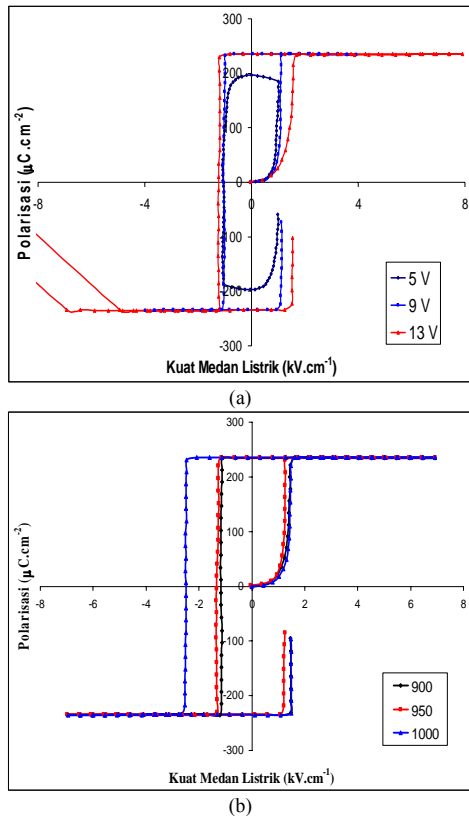 300
200
100
0
-100
-200
-300
-8 -4 0 4 8
Polarisasi (μC.cm-2)
Kuat Medan Listrik (kV.cm-1)
5 V
9 V
13 V
(a)
300
200
100
0
-100
-200
-300
-8 -6 -4 -2 0 2 4 6 8
Polarisasi (μ C.cm-2)
Kuat Medan Listrik (kV.cm-1)
900
950
1000
(b)